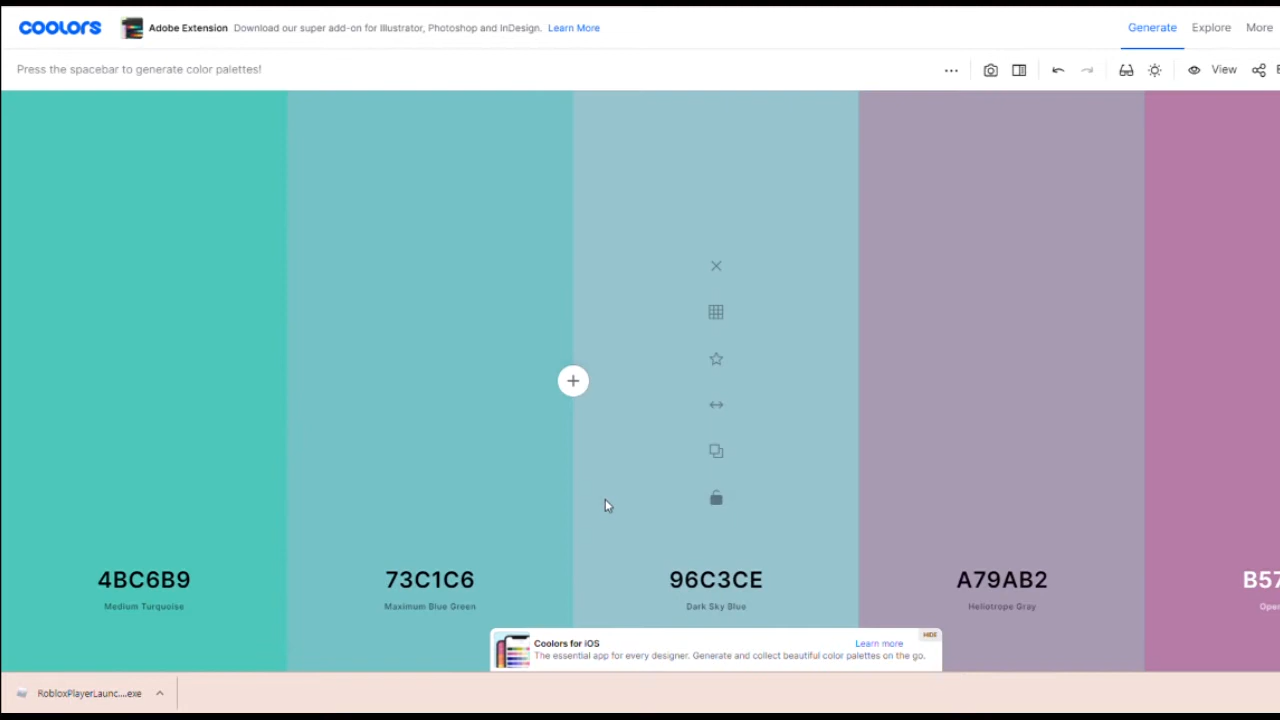 coolors
Adobe Extension Download our super add-on for Illustrator, Photoshop and InDesign. Learn More
Generate Explore More
Press the spacebar to generate color palettes!
View
4BC6B9 73C1C6 96C3CE A79AB2 B57
Medium Turquoise Maximum Blue Green Dark Sky Blue Heliotrope Gray Oper
Coolors for iOS Learn more HIDE
The essential app for every designer. Generate and collect beautiful color palettes on the go.
RobloxPlayerLaunc....exe